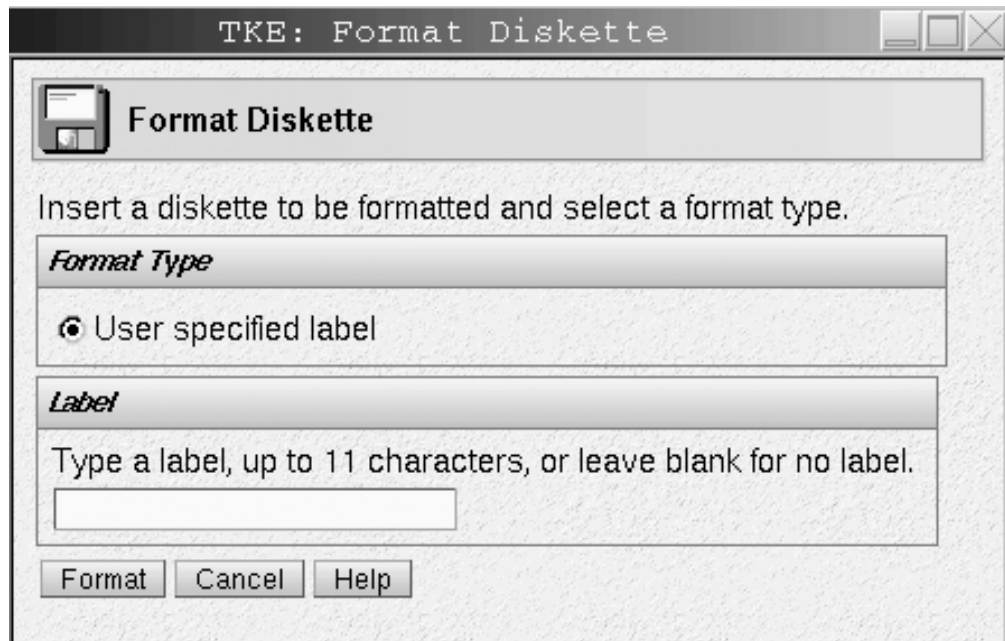 TKE: Format Diskette
Format Diskette
Insert a diskette to be formatted and select a format type.
Format Type
User specified label
Label
Type a label, up to 11 characters, or leave blank for no label.
Format Cancel Help